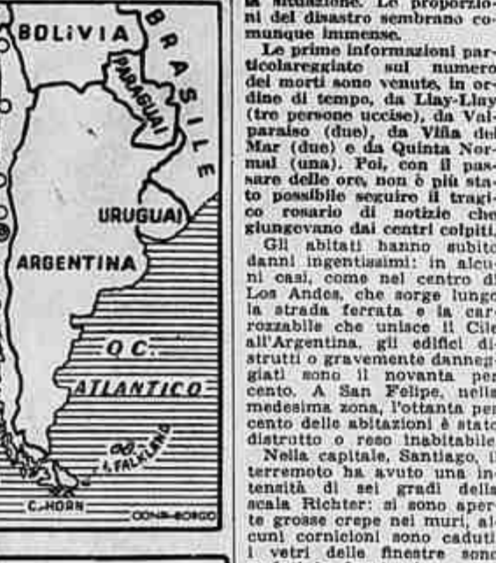 BOLIVIA
BRASILE
PARAGUAI
URUGUAI
ARGENTINA
OC.
ATLANTICO
I. FALKLAND
C. HORN
la situazione. Le proporzio-
ni del disastro sembrano co-
munque immense.
Le prime informazioni par-
ticolareggiate sul numero
dei morti sono venute, in or-
dine di tempo, da Llay-Llay
(tre persone uccise), da Val-
paraiso (due), da Viña del
Mar (due) e da Quinta Nor-
mal (una). Poi, con il pas-
sare delle ore, non è più sta-
to possibile seguire il tragi-
co rosario di notizie che
giungevano dai centri colpiti.
Gli abitati hanno subito
danni ingentissimi: in alcu-
ni casi, come nel centro di
Los Andes, che sorge lungo
la strada ferrata e la car
rozzabile che unisce il Cile
all'Argentina, gli edifici di-
strutti o gravemente danneg-
giati sono il novanta per
cento. A San Felipe, nella
medesima zona, l'ottanta per
cento delle abitazioni è stato
distrutto o reso inabitabile
Nella capitale, Santiago, il
terremoto ha avuto una in-
tensità di sei gradi della
scala Richter: si sono aper-
te grosse crepe nei muri, al-
cuni cornicioni sono caduti
i vetri delle finestre sono